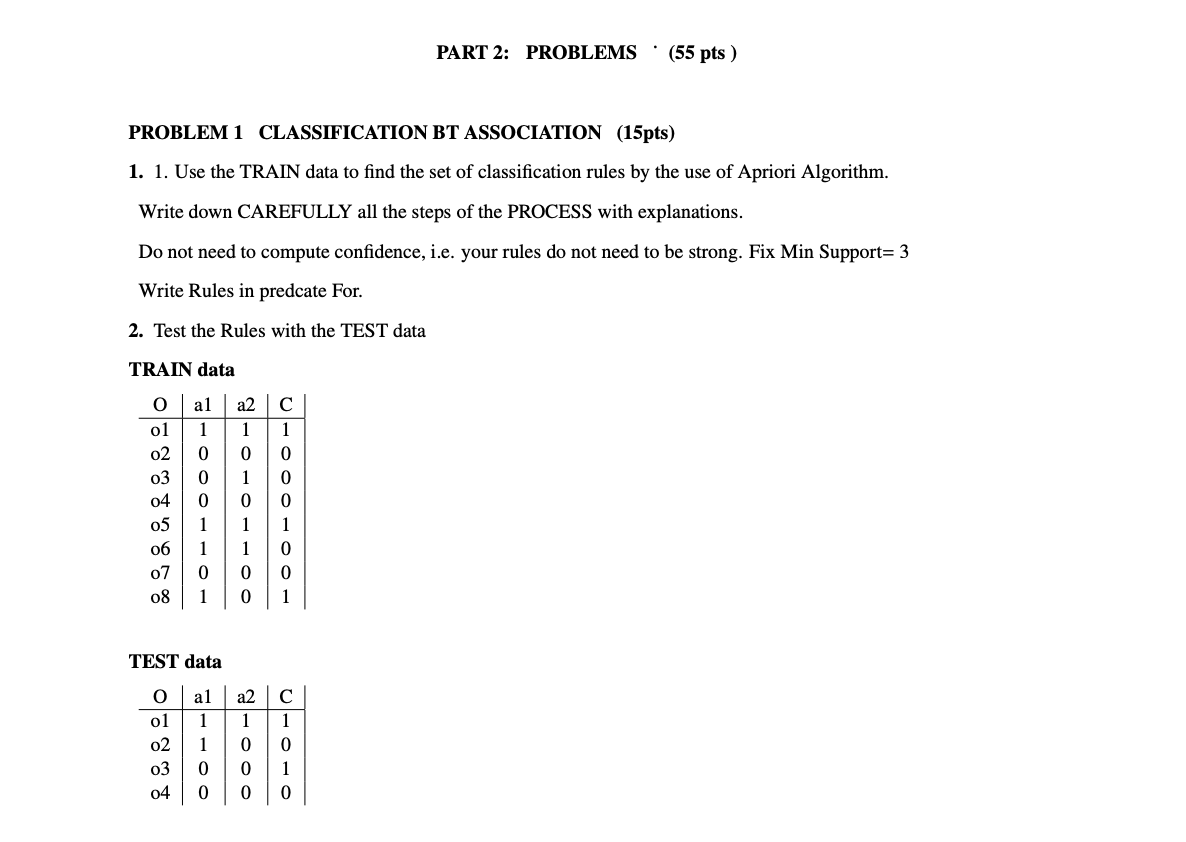 PART 2: PROBLEMS (55 pts )
PROBLEM 1 CLASSIFICATION BT ASSOCIATION (15pts)
1. 1. Use the TRAIN data to find the set of classification rules by the use of Apriori Algorithm.
Write down CAREFULLY all the steps of the PROCESS with explanations.
Do not need to compute confidence, i.e. your rules do not need to be strong. Fix Min Support= 3
Write Rules in predcate For.
2. Test the Rules with the TEST data
TRAIN data
O a1 a2 C
o1 1 1 1
o2 0 0 0
o3 0 1 0
o4 0 0 0
o5 1 1 1
o6 1 1 0
o7 0 0 0
o8 1 0 1
TEST data
O a1 a2 C
o1 1 1 1
o2 1 0 0
o3 0 0 1
o4 0 0 0